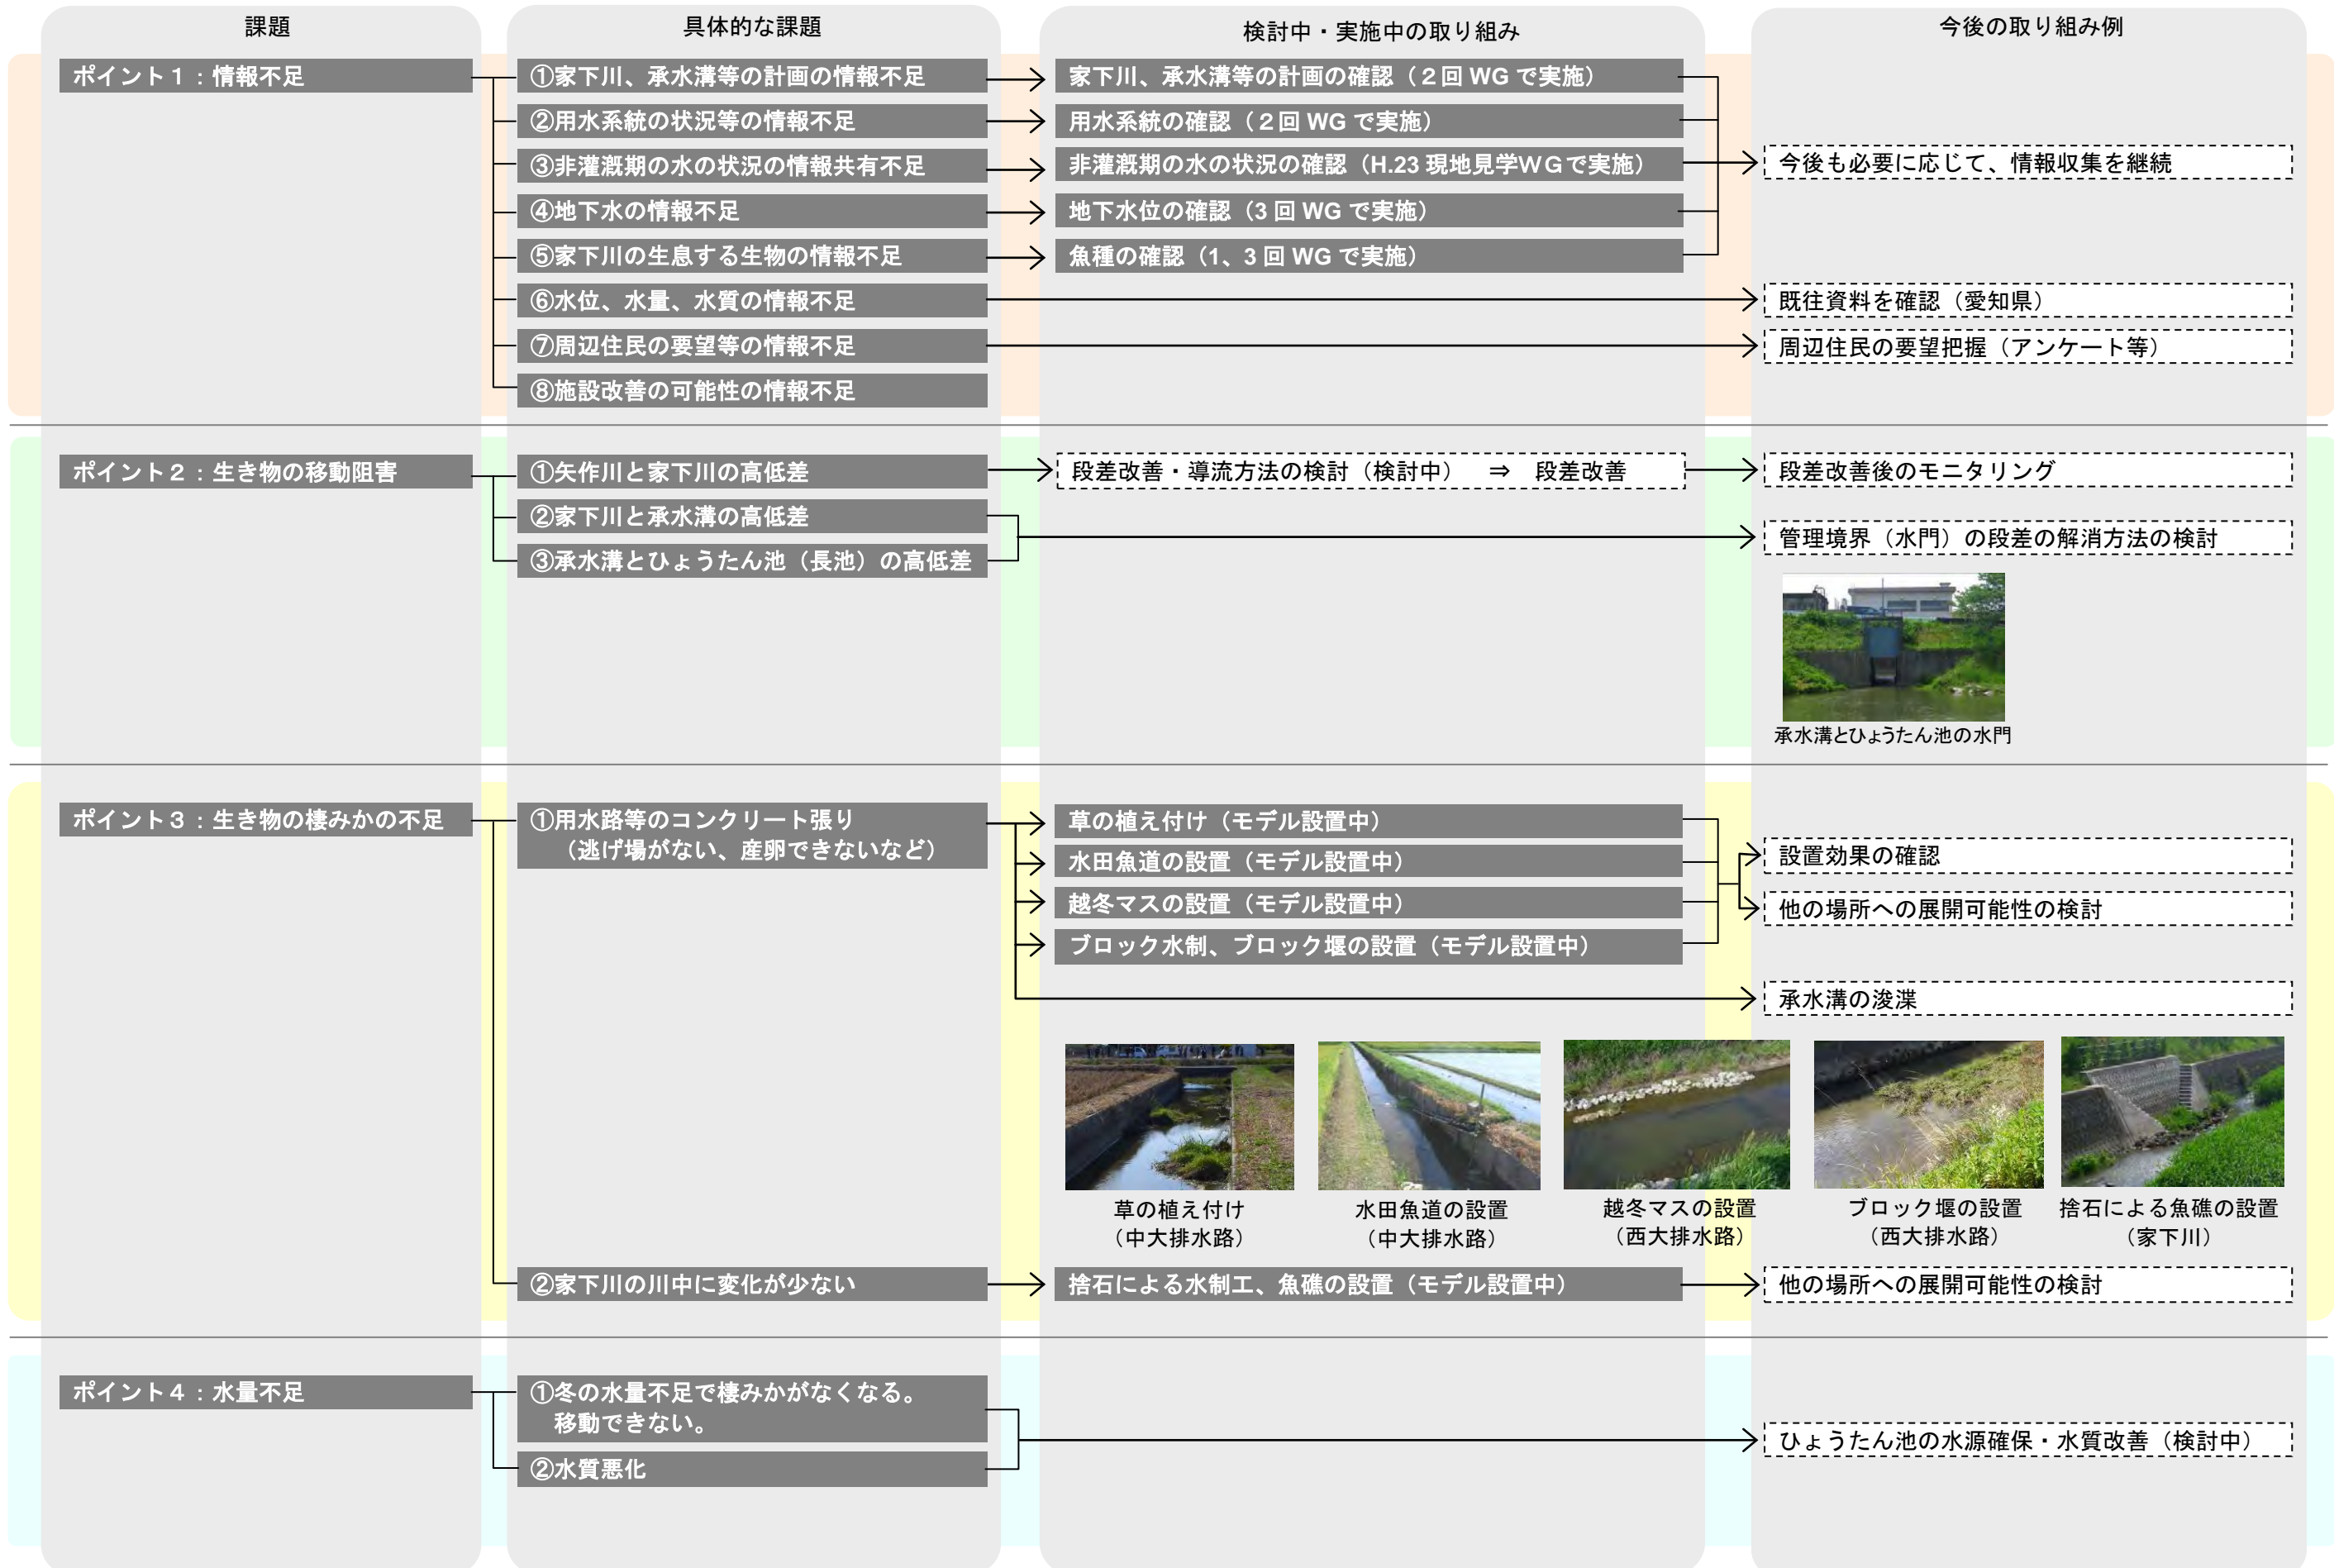 課題
具体的な課題
検討中・実施中の取り組み
今後の取り組み例
ポイント１：情報不足
①家下川、承水溝等の計画の情報不足
家下川、承水溝等の計画の確認（２回 WG で実施）
②用水系統の状況等の情報不足
用水系統の確認（２回 WG で実施）
③非灌漑期の水の状況の情報共有不足
非灌漑期の水の状況の確認（H.23 現地見学ＷＧで実施）
今後も必要に応じて、情報収集を継続
④地下水の情報不足
地下水位の確認（3 回 WG で実施）
⑤家下川の生息する生物の情報不足
魚種の確認（1、3 回 WG で実施）
⑥水位、水量、水質の情報不足
既往資料を確認（愛知県）
⑦周辺住民の要望等の情報不足
周辺住民の要望把握（アンケート等）
⑧施設改善の可能性の情報不足
ポイント２：生き物の移動阻害
①矢作川と家下川の高低差
段差改善・導流方法の検討（検討中）　⇒　段差改善
段差改善後のモニタリング
②家下川と承水溝の高低差
③承水溝とひょうたん池（長池）の高低差
管理境界（水門）の段差の解消方法の検討
承水溝とひょうたん池の水門
ポイント３：生き物の棲みかの不足
①用水路等のコンクリート張り
（逃げ場がない、産卵できないなど）
草の植え付け（モデル設置中）
水田魚道の設置（モデル設置中）
越冬マスの設置（モデル設置中）
ブロック水制、ブロック堰の設置（モデル設置中）
設置効果の確認
他の場所への展開可能性の検討
承水溝の浚渫
草の植え付け
（中大排水路）
水田魚道の設置
（中大排水路）
越冬マスの設置
（西大排水路）
ブロック堰の設置
（西大排水路）
捨石による魚礁の設置
（家下川）
②家下川の川中に変化が少ない
捨石による水制工、魚礁の設置（モデル設置中）
他の場所への展開可能性の検討
ポイント４：水量不足
①冬の水量不足で棲みかがなくなる。
移動できない。
②水質悪化
ひょうたん池の水源確保・水質改善（検討中）